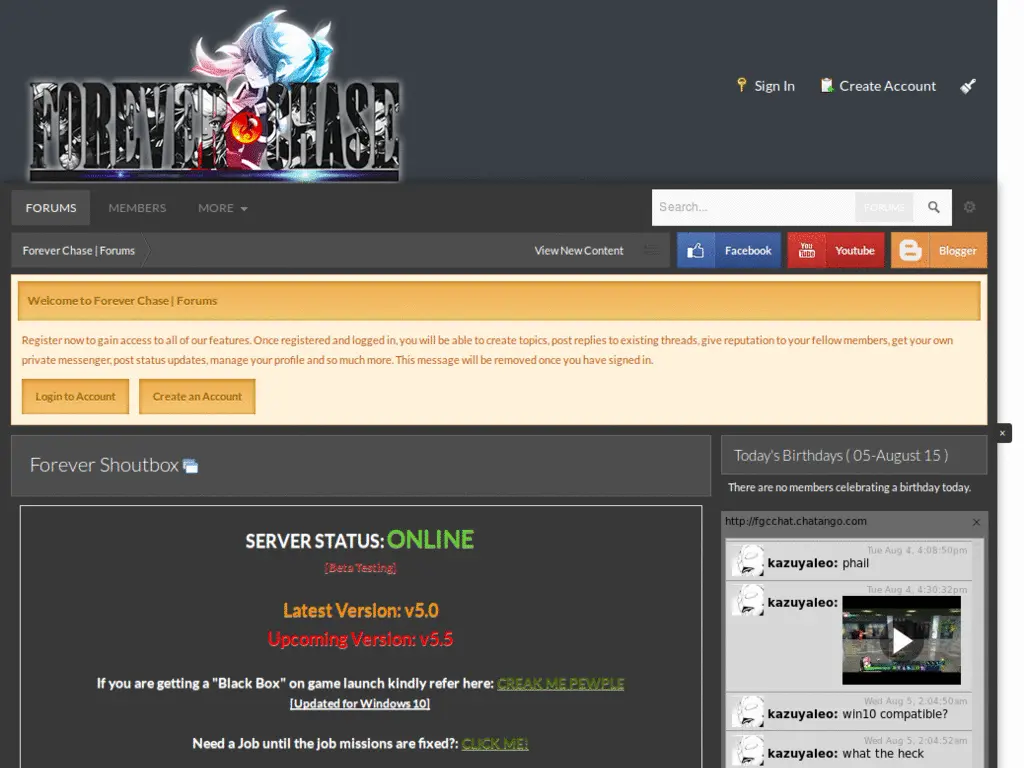 FOREVER CHASE
Sign In
Create Account
FORUMS
MEMBERS
MORE
Search...
FORUMS
Forever Chase | Forums
View New Content
Facebook
You
Tube
Youtube
Blogger
Welcome to Forever Chase | Forums
Register now to gain access to all of our features. Once registered and logged in, you will be able to create topics, post replies to existing threads, give reputation to your fellow members, get your own
private messenger, post status updates, manage your profile and so much more. This message will be removed once you have signed in.
Login to Account
Create an Account
Forever Shoutbox
SERVER STATUS: ONLINE
[Beta Testing]
Latest Version: v5.0
Upcoming Version: v5.5
If you are getting a "Black Box" on game launch kindly refer here: CREAK ME PEWPLE
[Updated for Windows 10]
Need a Job until the job missions are fixed?: CLICK ME!
Today's Birthdays ( 05-August 15 )
There are no members celebrating a birthday today.
http://fgcchat.chatango.com
Tue Aug 4, 4:08:50pm
kazuyaleo: phail
Tue Aug 4, 4:30:32pm
kazuyaleo:
Wed Aug 5, 2:04:50am
kazuyaleo: win10 compatible?
Wed Aug 5, 2:04:52am
kazuyaleo: what the heck